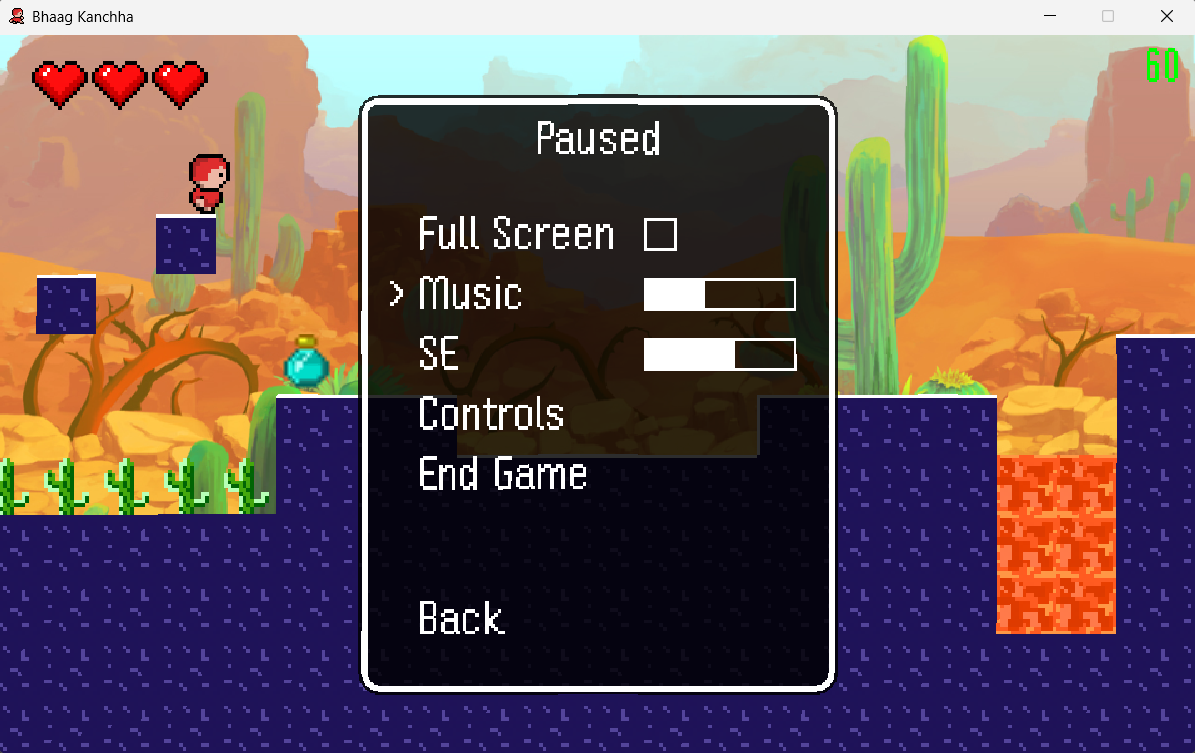 Bhaag Kanchha
60
Paused
Full Screen
> Music
SE
Controls
End Game
Back